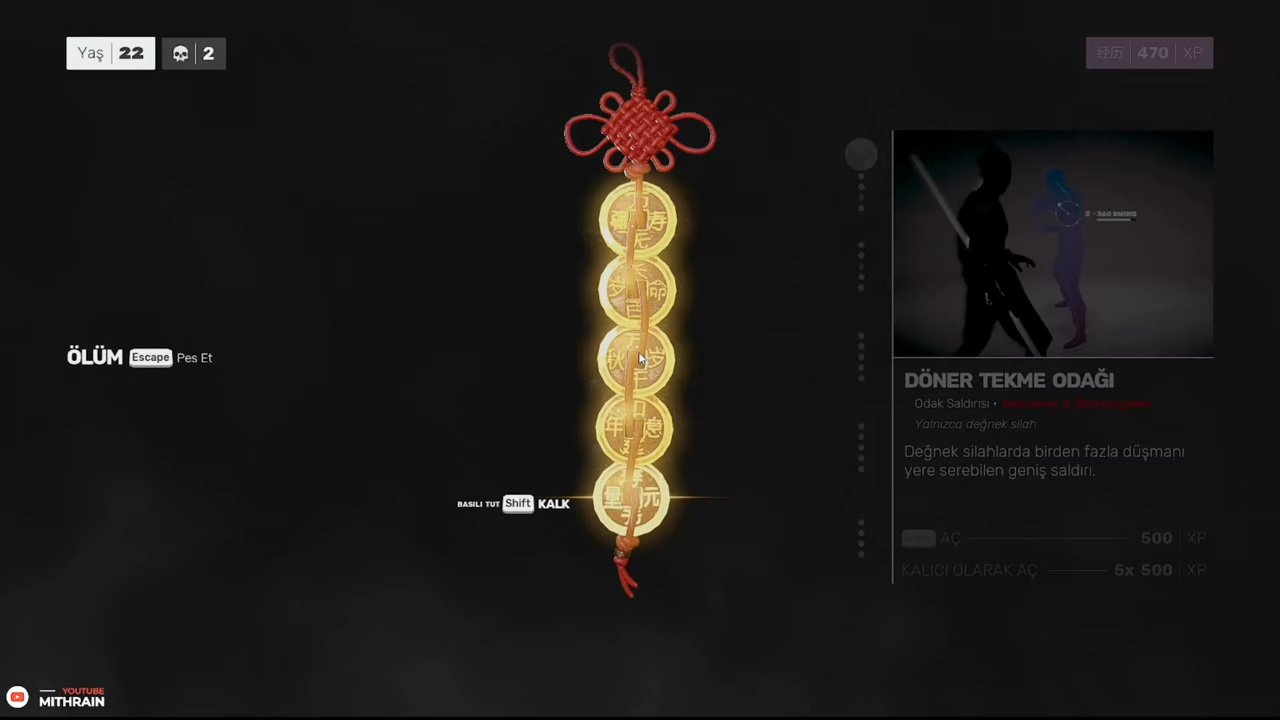 Yaş 22 2
经历 470 XP
DÖNER TEKME ODAĞI
Odak Saldırısı •
Yalnızca değnek silah
Değnek silahlarda birden fazla düşmanı
yere serebilen geniş saldırı.
AÇ 500 XP
KALICI OLARAK AÇ 5x 500 XP
ÖLÜM Escape Pes Et
BASILI TUT Shift KALK
YOUTUBE
MITHRAIN